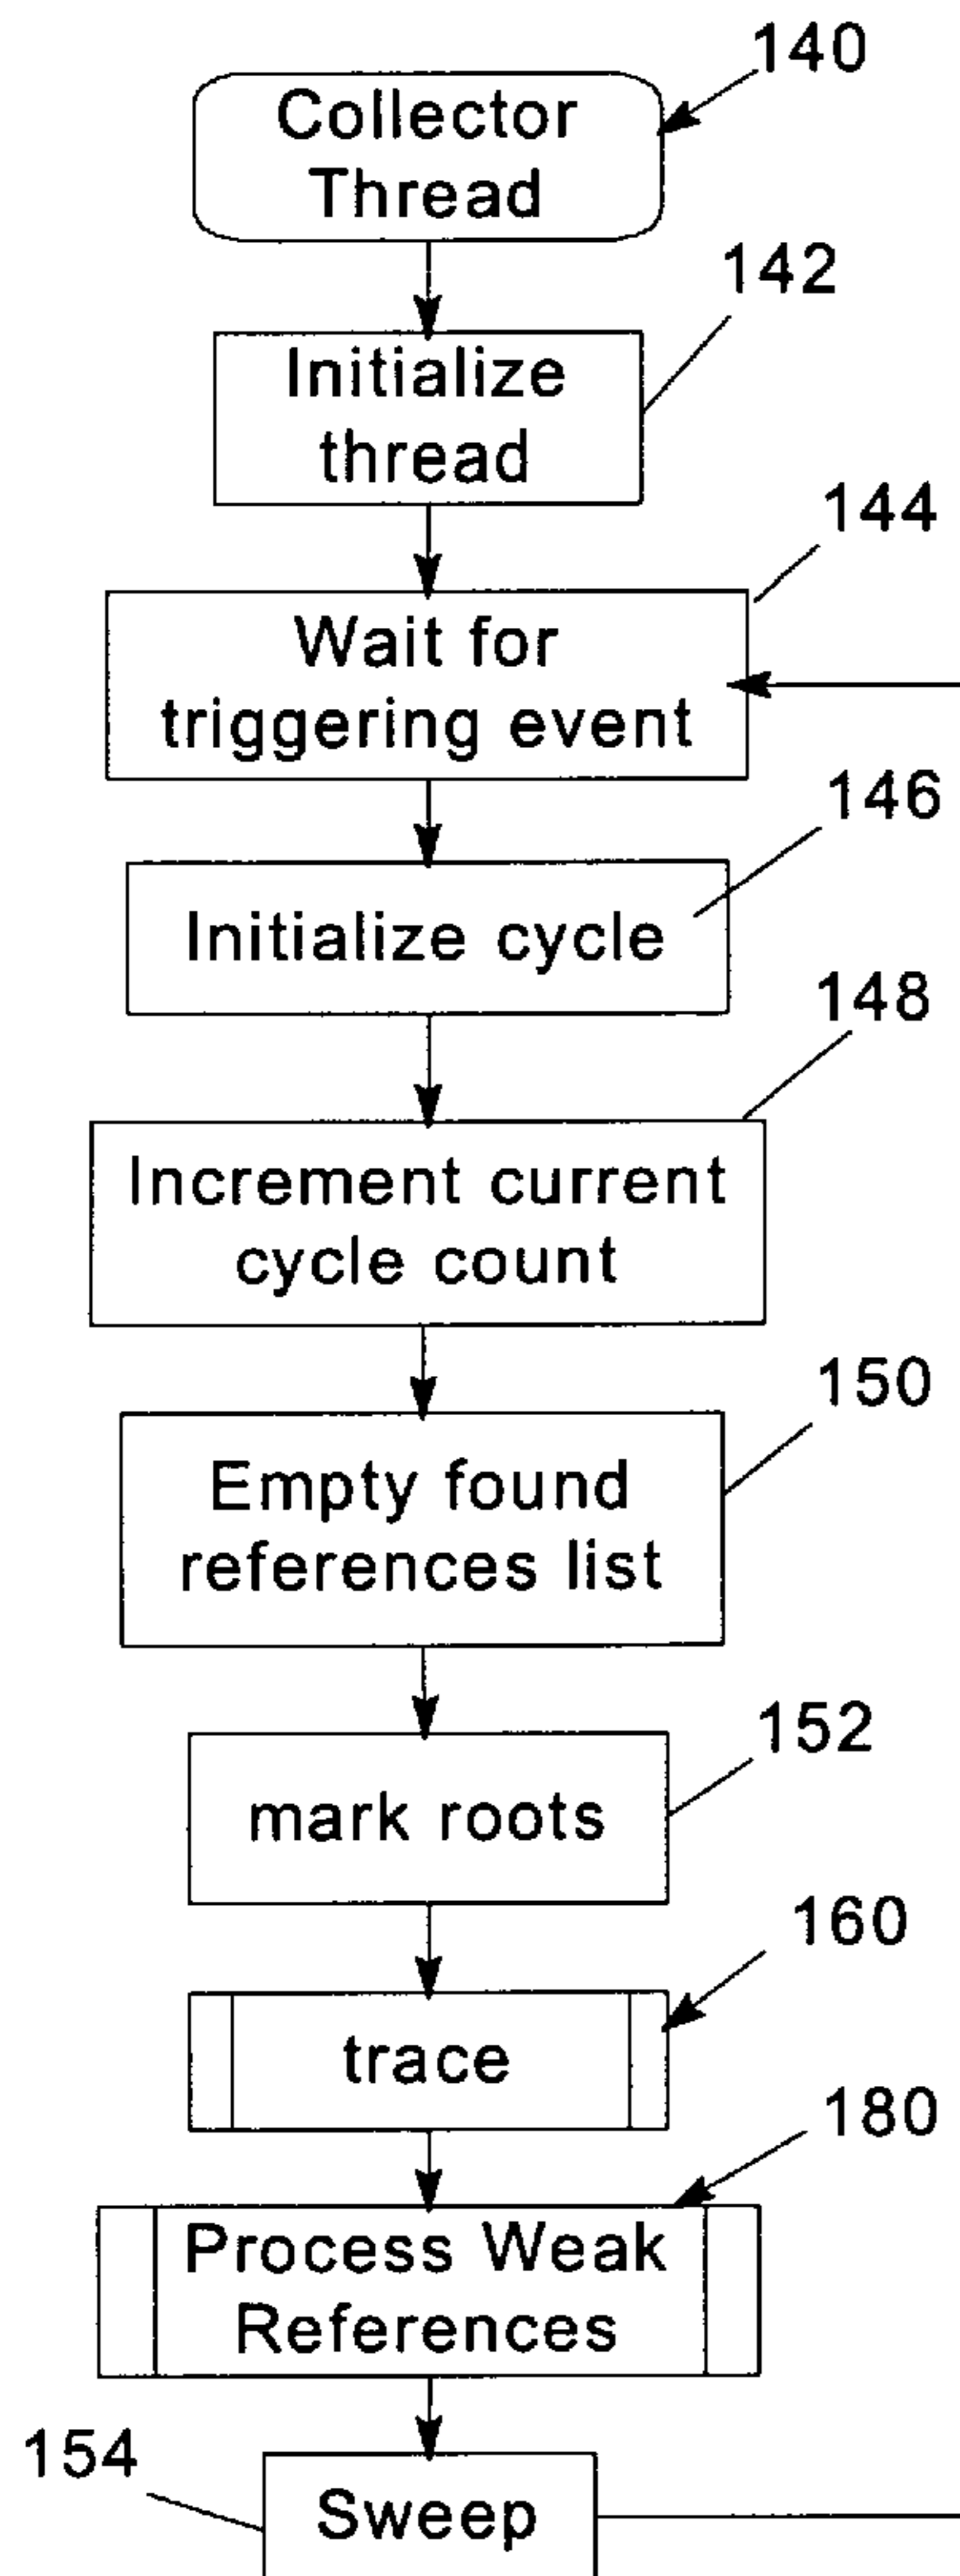 140
Collector
Thread
142
Initialize
thread
144
Wait for
triggering event
146
Initialize cycle
148
Increment current
cycle count
150
Empty found
references list
152
mark roots
160
trace
180
Process Weak
References
154
Sweep